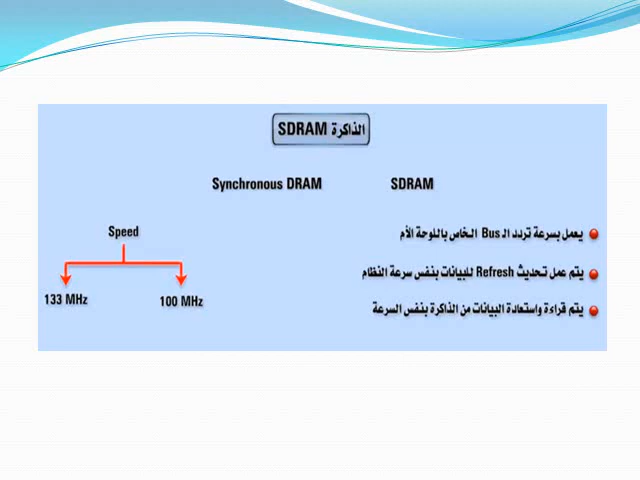 الذاكرة SDRAM
SDRAM
Synchronous DRAM
يعمل بسرعة تردد الـ Bus الخاص باللوحة الأم
يتم عمل تحديث Refresh للبيانات بنفس سرعة النظام
يتم قراءة واستعادة البيانات من الذاكرة بنفس السرعة
Speed
133 MHz
100 MHz